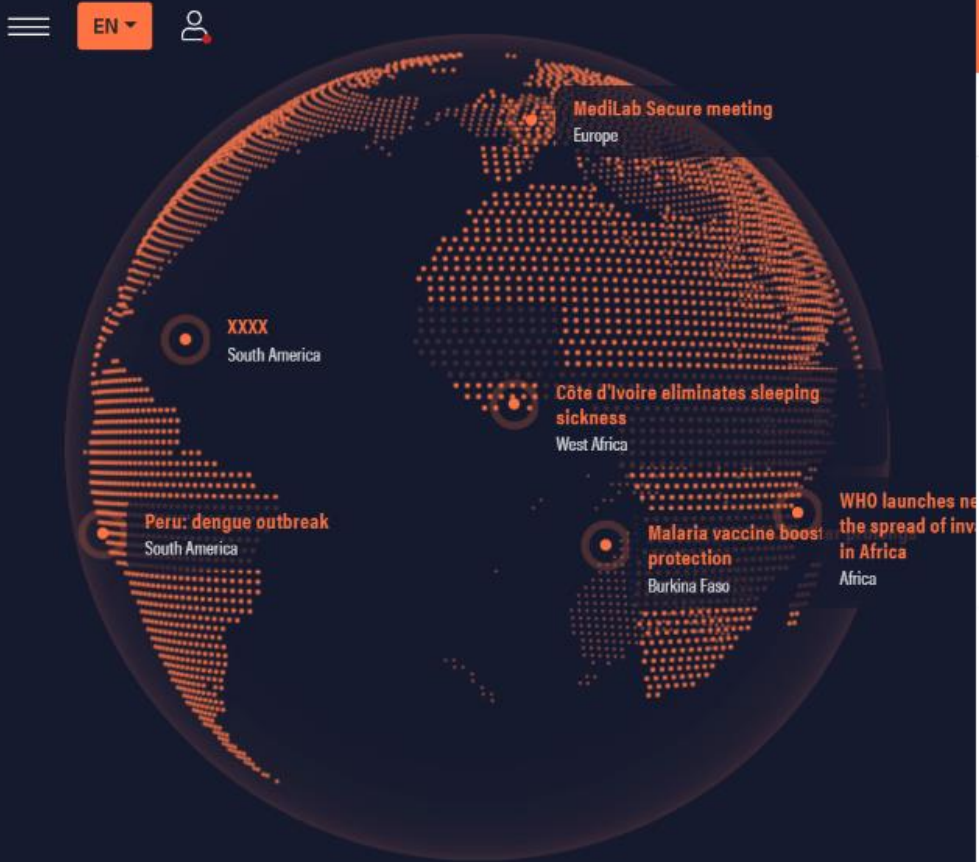 EN
MediLab Secure meeting
Europe
XXXX
South America
Côte d'Ivoire eliminates sleeping
sickness
West Africa
Peru: dengue outbreak
South America
Malaria vaccine boost
protection
Burkina Faso
WHO launches ne
the spread of inv
in Africa
Africa